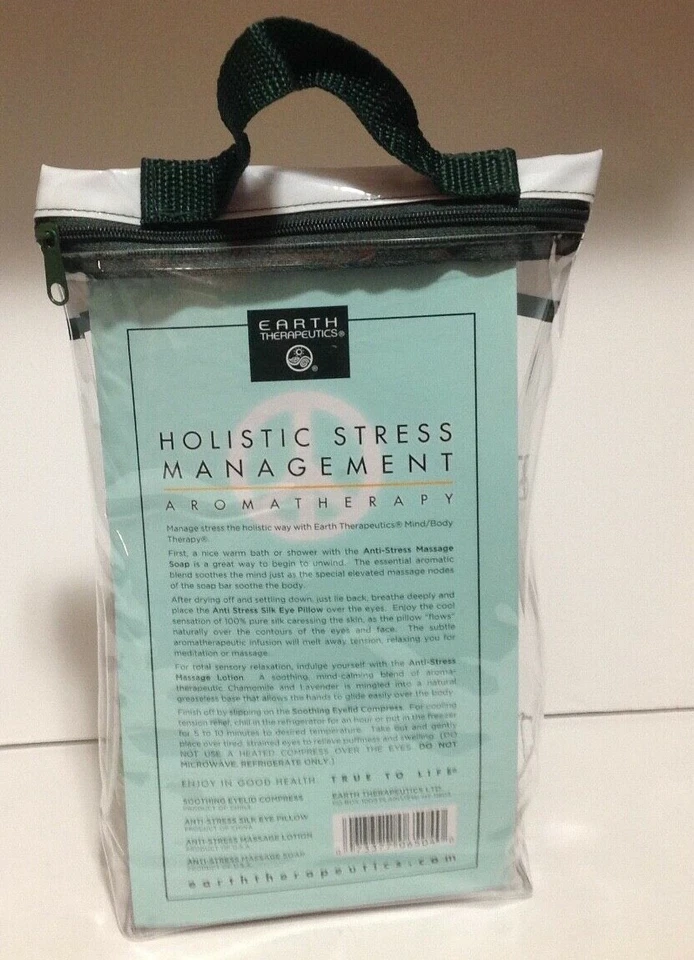 EARTH
THERAPEUTICS®
®
HOLISTIC STRESS
MANAGEMENT
AROMATHERAPY
Manage stress the holistic way with Earth Therapeutics® Mind/Body
Therapy®.
First, a nice warm bath or shower with the Anti-Stress Massage
Soap is a great way to begin to unwind. The essential aromatic
blend soothes the mind just as the special elevated massage nodes
of the soap bar soothe the body.
After drying off and settling down, just lie back, breathe deeply and
place the Anti Stress Silk Eye Pillow over the eyes. Enjoy the cool
sensation of 100% pure silk caressing the skin, as the pillow "flows"
naturally over the contours of the eyes and face. The subtle
aromatherapeutic infusion will melt away tention, relaxing you for
meditation or massage.
For total sensory relaxation, indulge yourself with the Anti-Stress
Massage Lotion. A soothing, mind-calming blend of aroma-
therapeutic Chamomile and Lavender is mingled into a natural
greaseless base that allows the hands to glide easily over the body.
Finish off by slipping on the Soothing Eyelid Compress. For cooling
tension relief, chill in the refrigerator for an hour or put in the freezer
for 5 to 10 minutes to desired temperature. Take out and gently
place over tired, strained eyes to relieve puffiness and swelling. (DO
NOT USE A HEATED COMPRESS OVER THE EYES. DO NOT
MICROWAVE. REFRIGERATE ONLY.)
ENJOY IN GOOD HEALTH. TRUE TO LIFE®
SOOTHING EYELID COMPRESS
PRODUCT OF CHINA
ANTI-STRESS SILK EYE PILLOW
PRODUCT OF CHINA
ANTI-STRESS MASSAGE LOTION
PRODUCT OF U.S.A.
ANTI-STRESS MASSAGE SOAP
PRODUCT OF U.S.A.
EARTH THERAPEUTICS LTD.
earththerapeutics.com